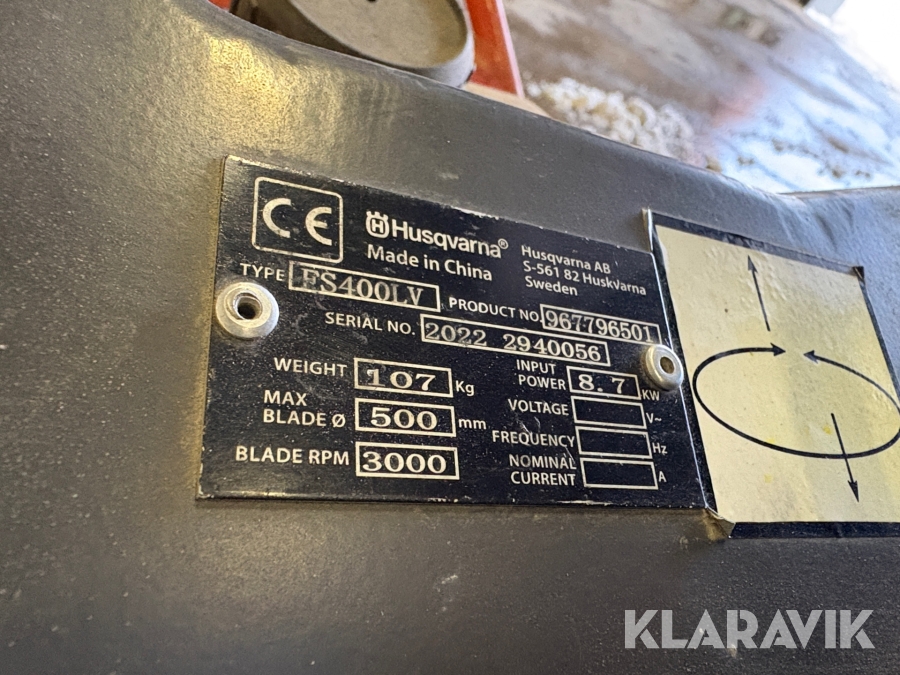 CE
Husqvarna®
Made in China
Husqvarna AB
S-561 82 Huskvarna
Sweden
TYPE FS400LV
PRODUCT NO. 967796501
SERIAL NO. 2022 2940056
WEIGHT 107 Kg
MAX
BLADE Ø 500 mm
BLADE RPM 3000
INPUT
POWER 8.7 KW
VOLTAGE V~
FREQUENCY Hz
NOMINAL
CURRENT A
KLARAVIK